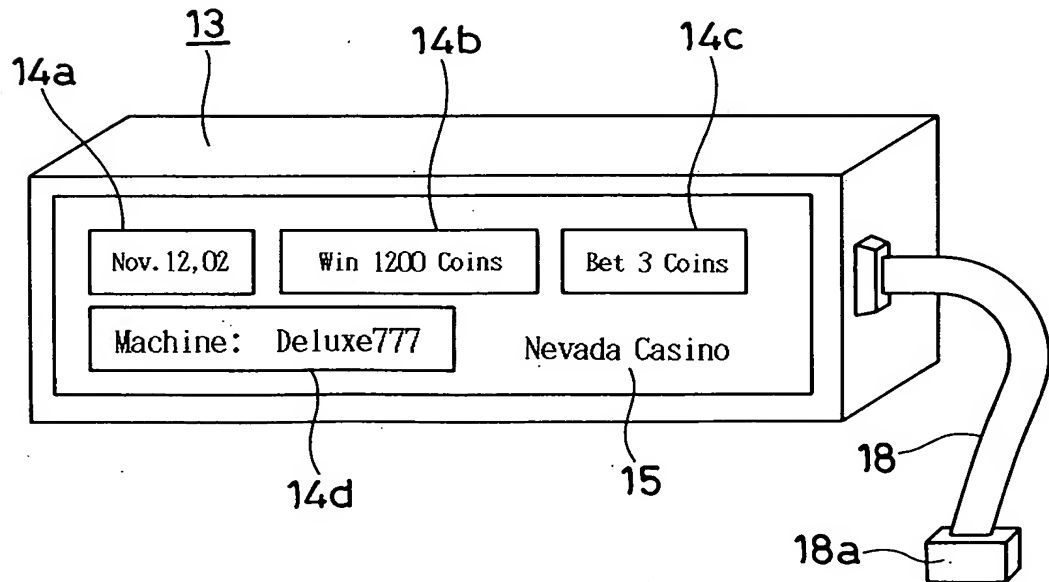 13
14b
14c
14a
Nov.12,02
Win 1200 Coins
Bet 3 Coins
Machine: Deluxe777
Nevada Casino
18
14d
15
18a